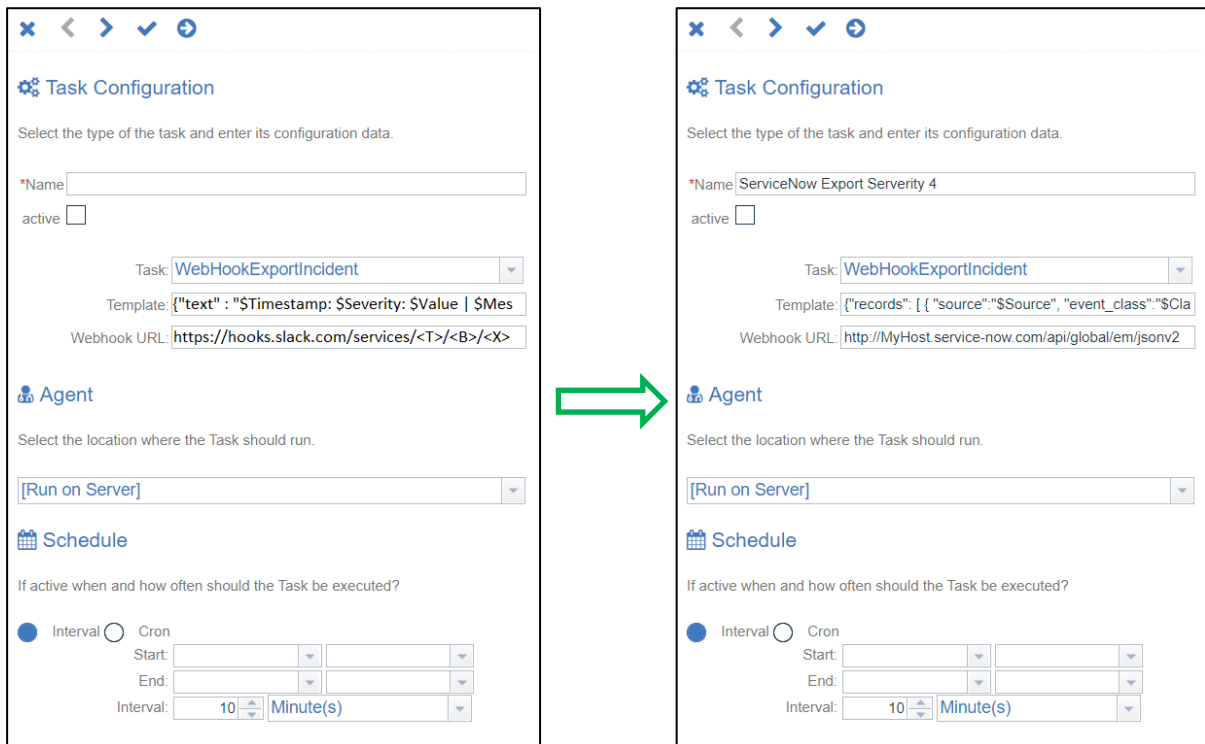 Task Configuration
Select the type of the task and enter its configuration data.
*Name
active
Task: WebHookExportIncident
Template: {"text" : "$Timestamp: $Severity: $Value | $Mes
Webhook URL: https://hooks.slack.com/services/<T>/<B>/<X>
Agent
Select the location where the Task should run.
[Run on Server]
Schedule
If active when and how often should the Task be executed?
Interval Cron
Start:
End:
Interval: 10 Minute(s)
Task Configuration
Select the type of the task and enter its configuration data.
*Name ServiceNow Export Serverity 4
active
Task: WebHookExportIncident
Template: {"records": [ { "source":"$Source", "event_class":"$Cla
Webhook URL: http://MyHost.service-now.com/api/global/em/jsonv2
Agent
Select the location where the Task should run.
[Run on Server]
Schedule
If active when and how often should the Task be executed?
Interval Cron
Start:
End:
Interval: 10 Minute(s)